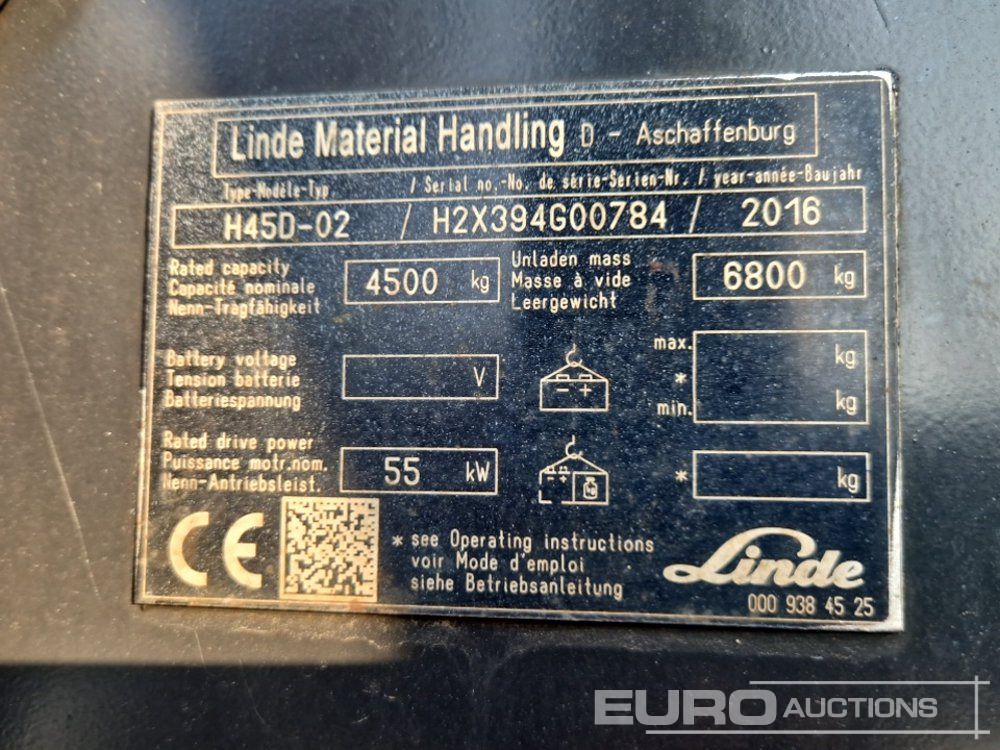 Linde Material Handling D - Aschaffenburg
Type-Modèle-Typ / Serial no.-No. de série-Serien-Nr. / year-année-Baujahr
H45D-02 / H2X394G00784 / 2016
Rated capacity
Capacité nominale
Nenn-Tragfähigkeit
4500 kg
Unladen mass
Masse à vide
Leergewicht
6800 kg
Battery voltage
Tension batterie
Batteriespannung
V
- +
max. kg
*
min. kg
Rated drive power
Puissance motr.nom.
Nenn-Antriebsleist.
55 kW
- +
kg
* kg
CE
* see Operating instructions
voir Mode d'emploi
siehe Betriebsanleitung
Linde
000 938 45 25
EURO AUCTIONS